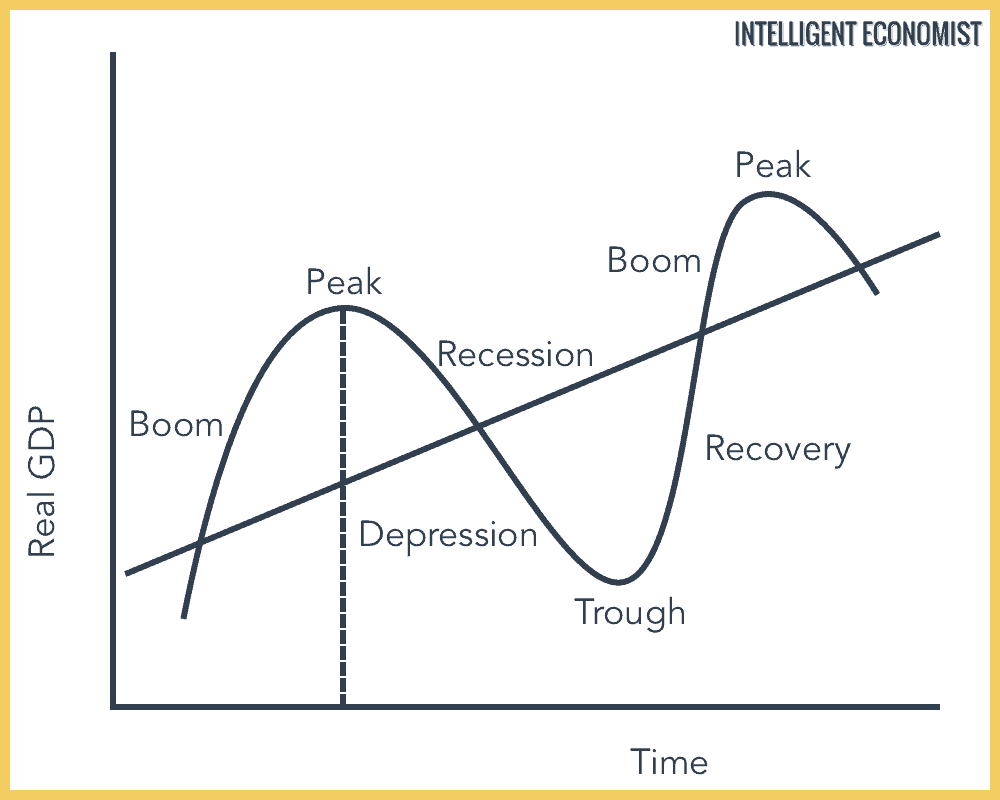 INTELLIGENT ECONOMIST
Peak
Boom
Peak
Recession
Boom
Recovery
Real GDP
Depression
Trough
Time